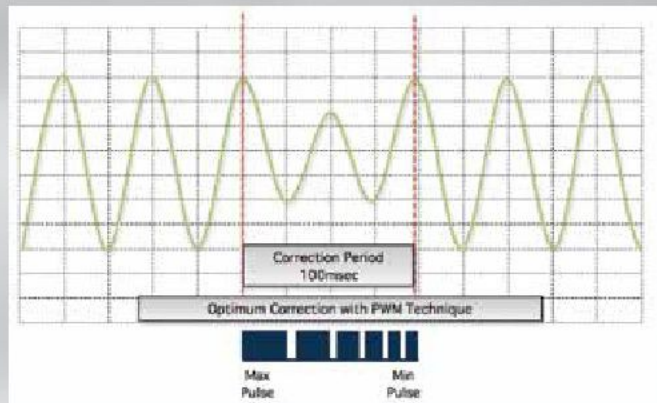 Correction Period
100msec
Optimum Correction with PWM Technique
Max
Pulse
Min
Pulse